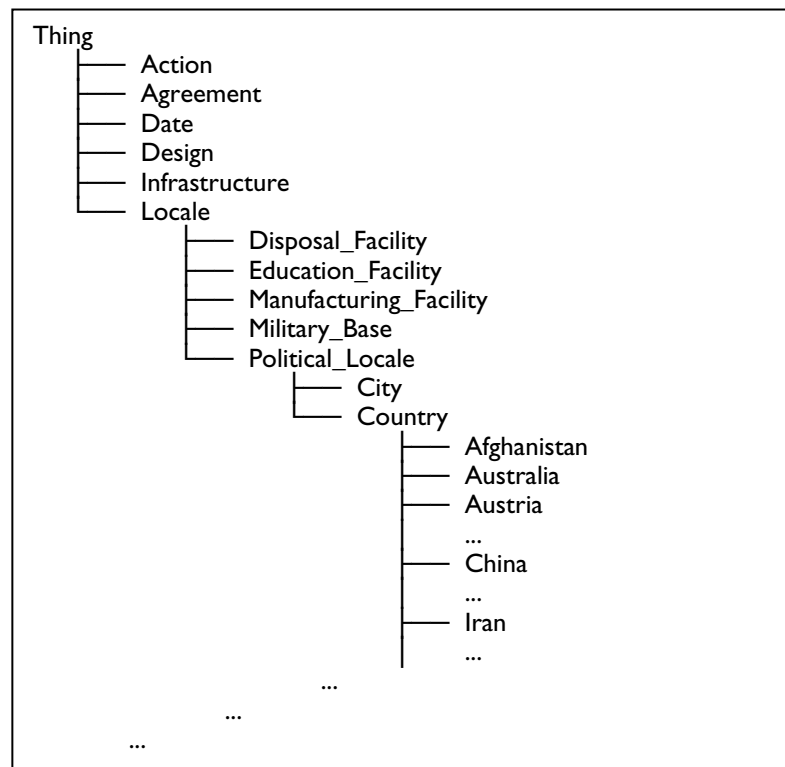 Thing
Action
Agreement
Date
Design
Infrastructure
Locale
Disposal_Facility
Education_Facility
Manufacturing_Facility
Military_Base
Political_Locale
City
Country
Afghanistan
Australia
Austria
...
China
...
Iran
...
...
...
...